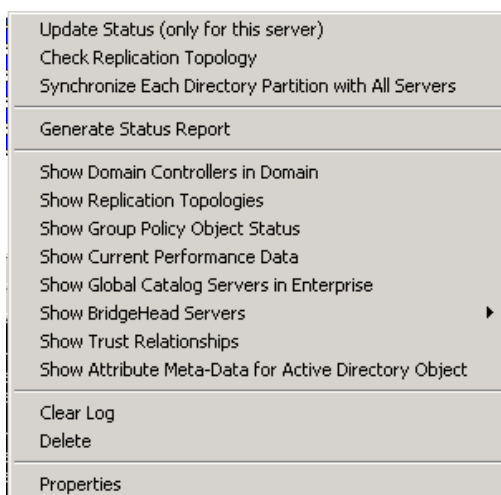 Update Status (only for this server)
Check Replication Topology
Synchronize Each Directory Partition with All Servers
Generate Status Report
Show Domain Controllers in Domain
Show Replication Topologies
Show Group Policy Object Status
Show Current Performance Data
Show Global Catalog Servers in Enterprise
Show BridgeHead Servers
Show Trust Relationships
Show Attribute Meta-Data for Active Directory Object
Clear Log
Delete
Properties